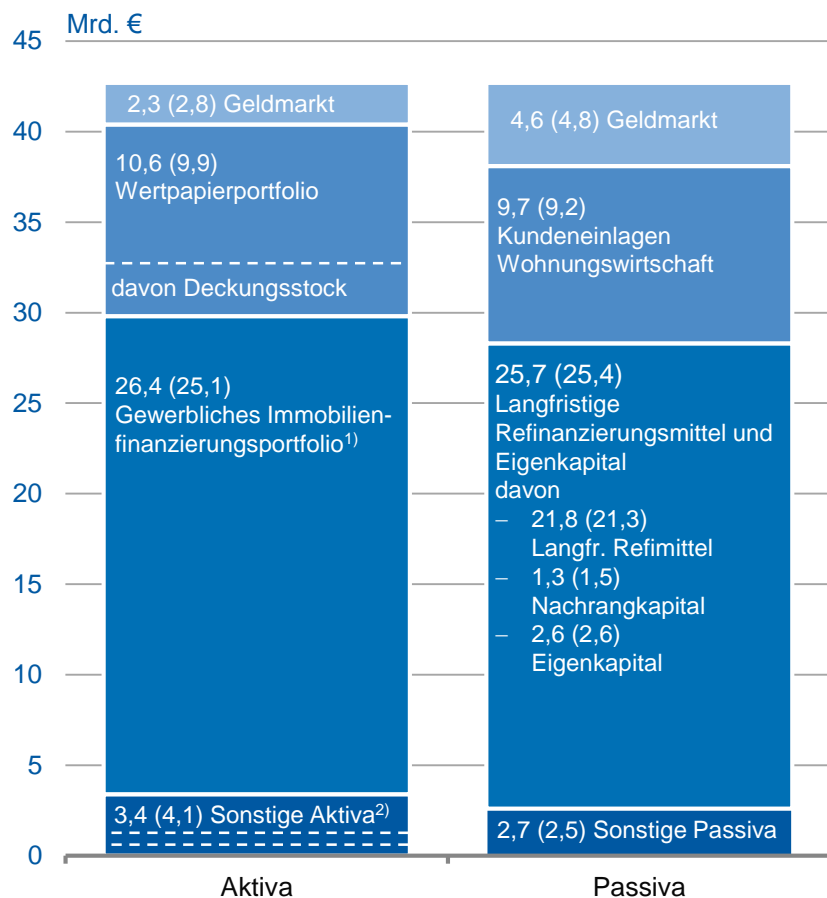 Mrd. €
45
40
35
30
25
20
15
10
5
0
2,3 (2,8) Geldmarkt
10,6 (9,9)
Wertpapierportfolio
davon Deckungsstock
26,4 (25,1)
Gewerbliches Immobilien-
finanzierungsportfolio1)
3,4 (4,1) Sonstige Aktiva2)
Aktiva
4,6 (4,8) Geldmarkt
9,7 (9,2)
Kundeneinlagen
Wohnungswirtschaft
25,7 (25,4)
Langfristige
Refinanzierungsmittel und
Eigenkapital
davon
– 21,8 (21,3)
Langfr. Refimittel
– 1,3 (1,5)
Nachrangkapital
– 2,6 (2,6)
Eigenkapital
2,7 (2,5) Sonstige Passiva
Passiva